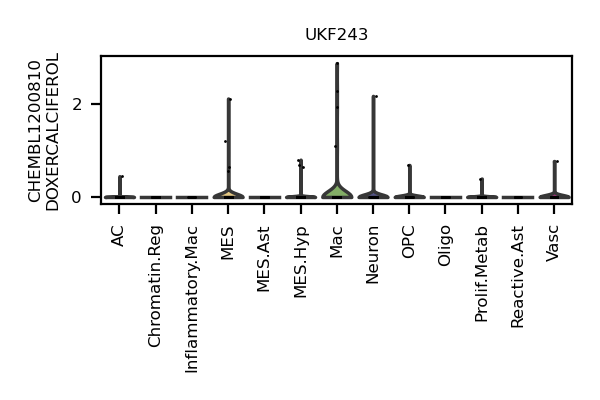 UKF243
CHEMBL1200810
DOXERCALCIFEROL
2
0
AC
Chromatin.Reg
Inflammatory.Mac
MES
MES.Ast
MES.Hyp
Mac
Neuron
OPC
Oligo
Prolif.Metab
Reactive.Ast
Vasc